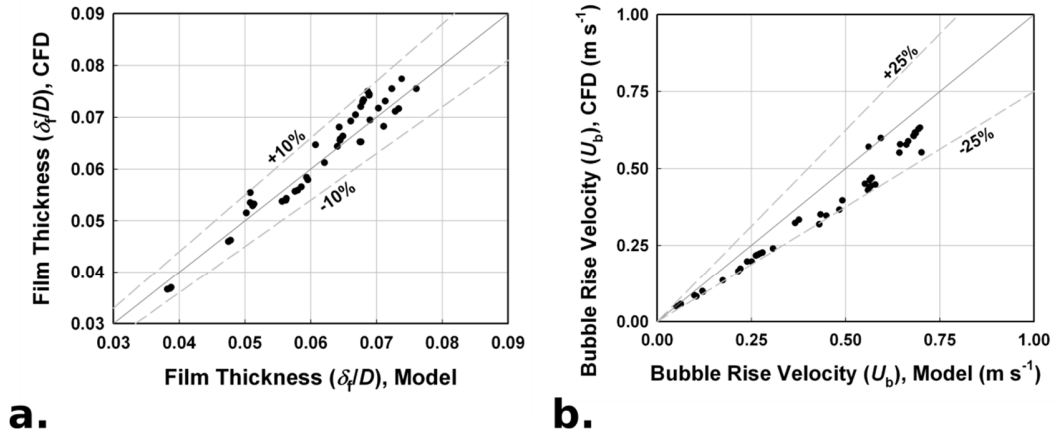 Film Thickness (δf/D), CFD
0.09
0.08
0.07
0.06
0.05
0.04
0.03
+10%
-10%
0.03 0.04 0.05 0.06 0.07 0.08 0.09
Film Thickness (δf/D), Model
a.
Bubble Rise Velocity (Ub), CFD (m s⁻¹)
1.00
0.75
0.50
0.25
0.00
+25%
-25%
0.00 0.25 0.50 0.75 1.00
Bubble Rise Velocity (Ub), Model (m s⁻¹)
b.